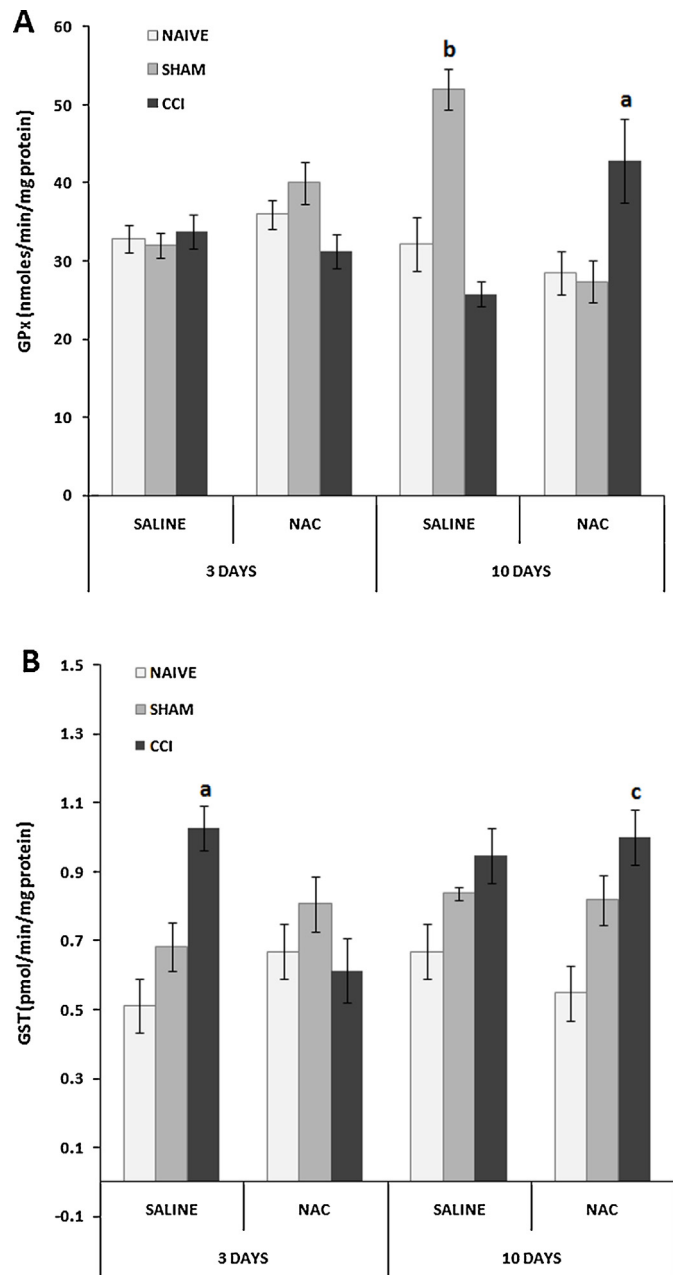 A
60
50
40
30
20
10
0
GPx (nmoles/min/mg protein)
NAIVE
SHAM
CCI
b
a
SALINE NAC SALINE NAC
3 DAYS 10 DAYS
B
1.5
1.3
1.1
0.9
0.7
0.5
0.3
0.1
-0.1
GST(pmol/min/mg protein)
NAIVE
SHAM
CCI
a
c
SALINE NAC SALINE NAC
3 DAYS 10 DAYS